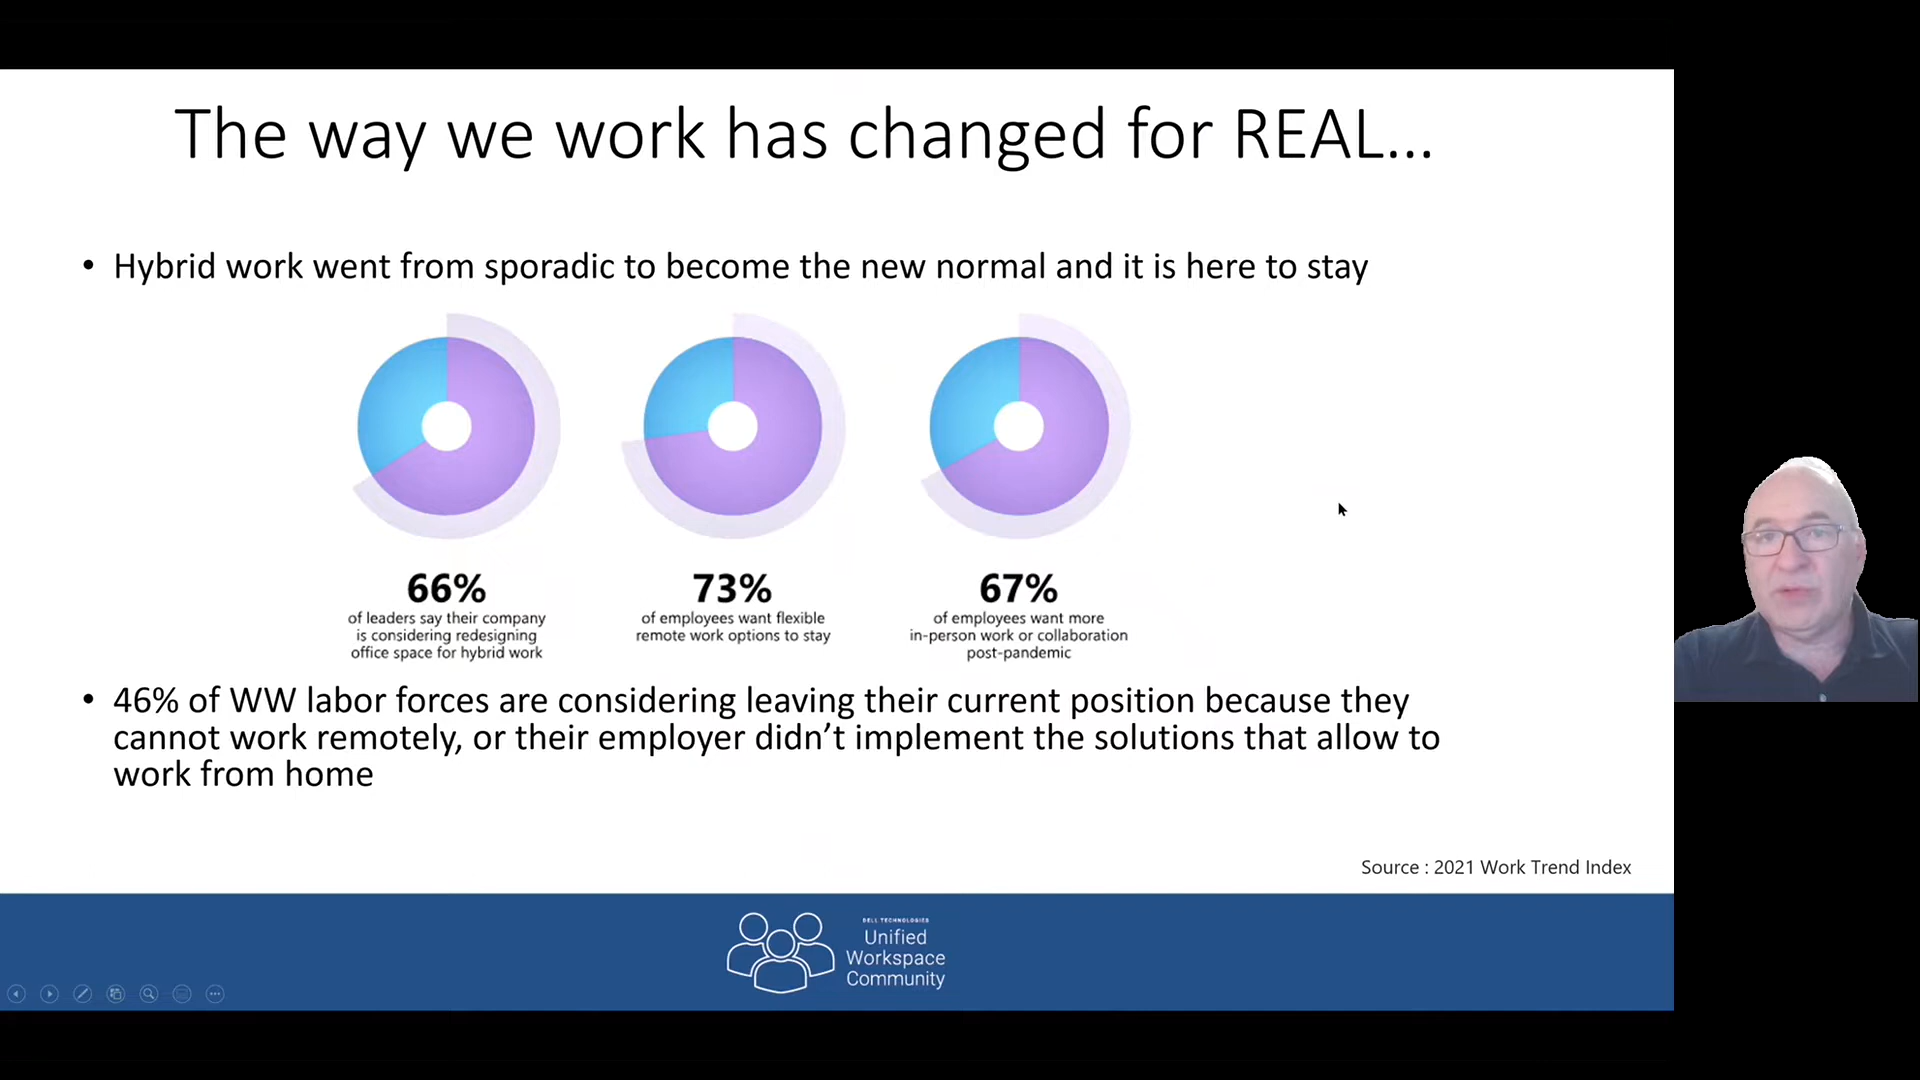 The way we work has changed for REAL...
• Hybrid work went from sporadic to become the new normal and it is here to stay
66%
of leaders say their company
is considering redesigning
office space for hybrid work
73%
of employees want flexible
remote work options to stay
67%
of employees want more
in-person work or collaboration
post-pandemic
• 46% of WW labor forces are considering leaving their current position because they
cannot work remotely, or their employer didn’t implement the solutions that allow to
work from home
Source : 2021 Work Trend Index
DELL TECHNOLOGIES
Unified
Workspace
Community